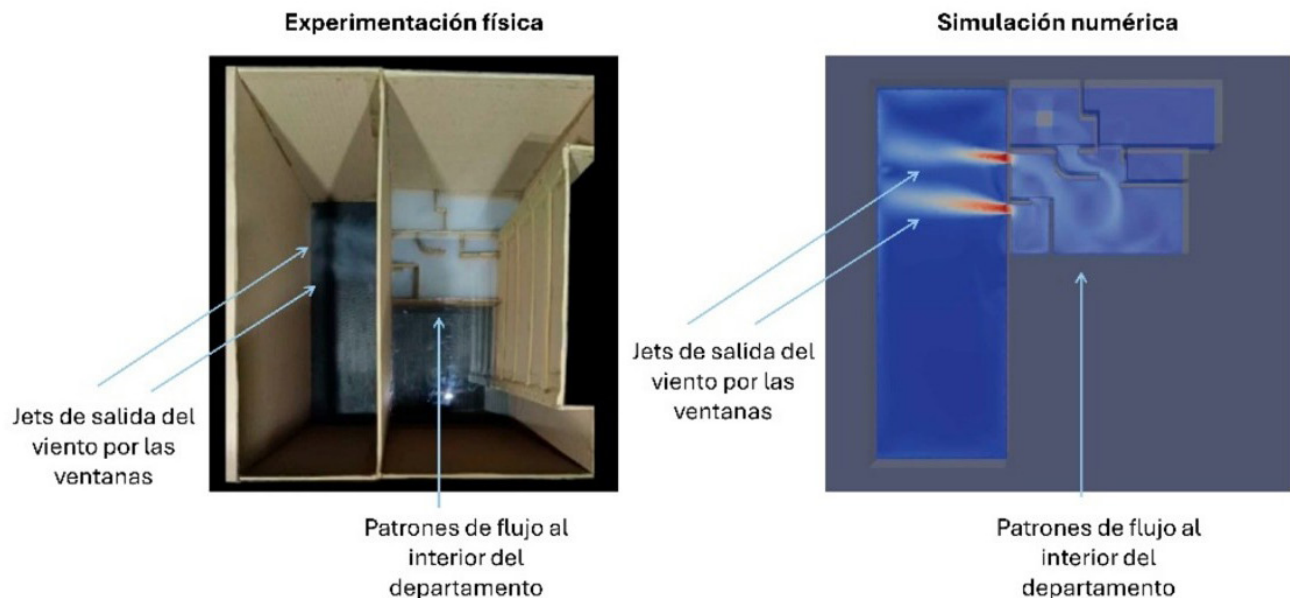 Experimentación física
Simulación numérica
Jets de salida del
viento por las
ventanas
Patrones de flujo al
interior del
departamento
Jets de salida del
viento por las
ventanas
Patrones de flujo al
interior del
departamento